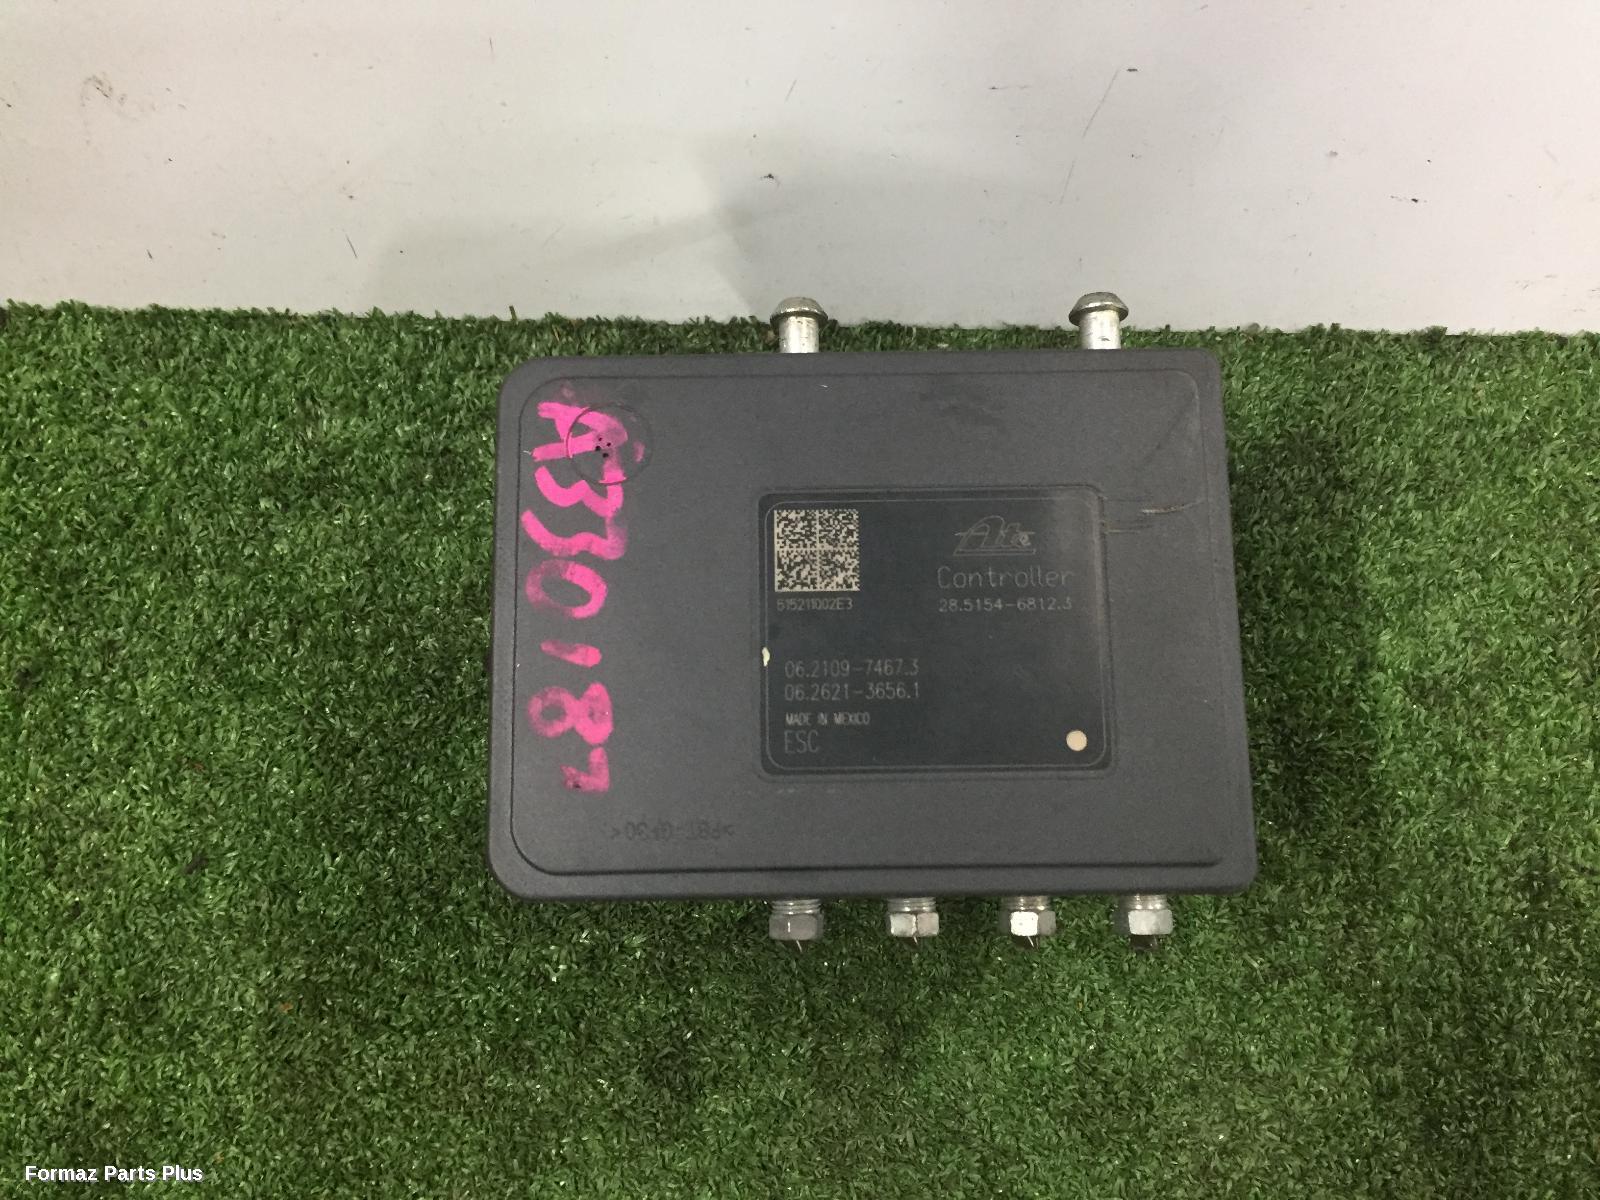 A330187
Ate
Controller
515211002E3
28.5154-6812.3
06.2109-7467.3
06.2621-3656.1
MADE IN MEXICO
ESC
>PBT-GF30<
Formaz Parts Plus